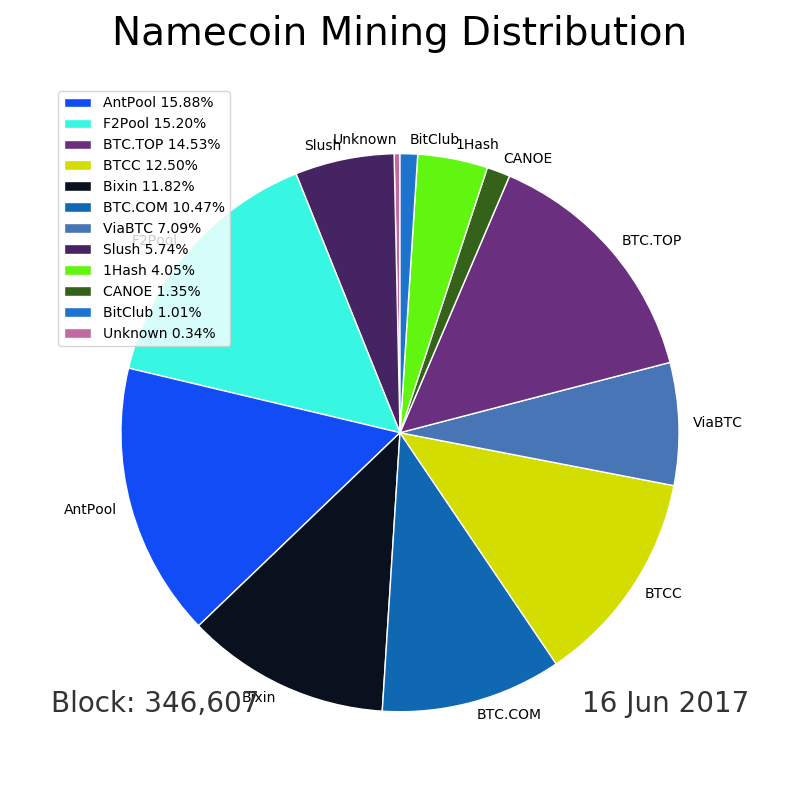 Namecoin Mining Distribution
AntPool 15.88%
F2Pool 15.20%
BTC.TOP 14.53%
BTCC 12.50%
Bixin 11.82%
BTC.COM 10.47%
ViaBTC 7.09%
Slush 5.74%
1Hash 4.05%
CANOE 1.35%
BitClub 1.01%
Unknown 0.34%
Slush
Unknown
BitClub
1Hash
CANOE
F2Pool
BTC.TOP
ViaBTC
AntPool
BTCC
Bixin
BTC.COM
Block: 346,607
16 Jun 2017